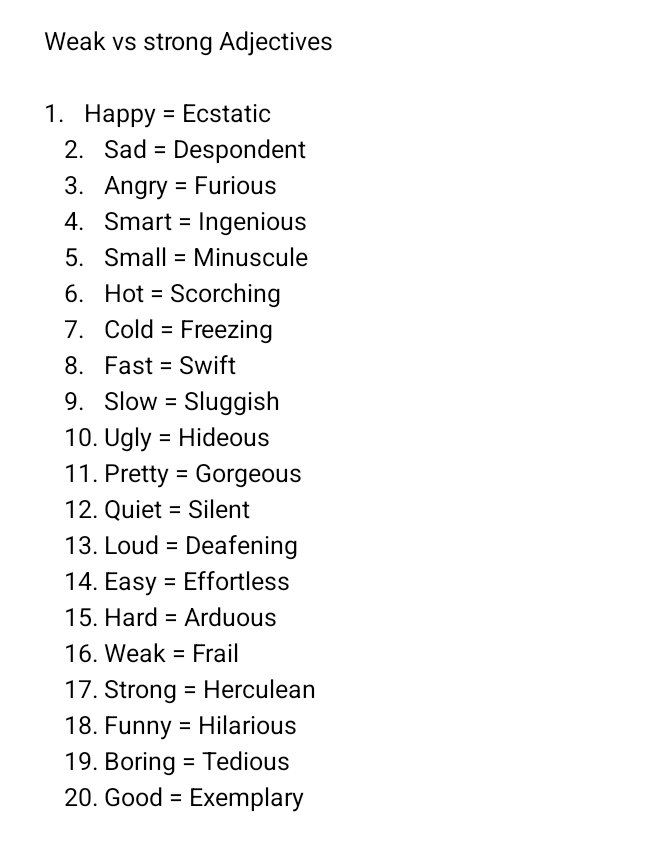 Weak vs strong Adjectives
1. Happy = Ecstatic
2. Sad = Despondent
3. Angry = Furious
4. Smart = Ingenious
5. Small = Minuscule
6. Hot = Scorching
7. Cold = Freezing
8. Fast = Swift
9. Slow = Sluggish
10. Ugly = Hideous
11. Pretty = Gorgeous
12. Quiet = Silent
13. Loud = Deafening
14. Easy = Effortless
15. Hard = Arduous
16. Weak = Frail
17. Strong = Herculean
18. Funny = Hilarious
19. Boring = Tedious
20. Good = Exemplary